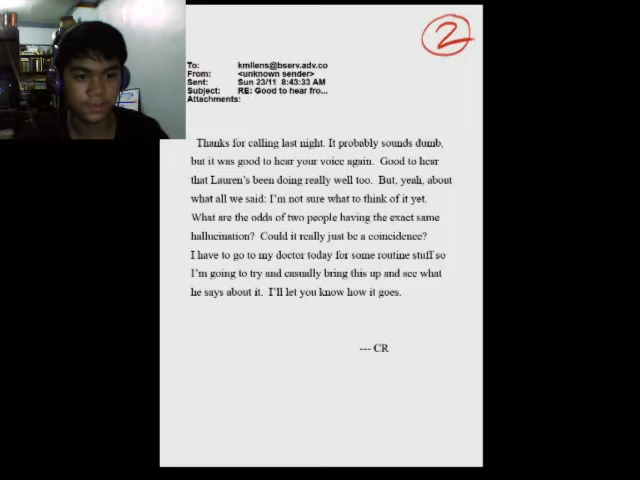 2
To: kmllens@bserv.adv.co
From: <unknown sender>
Sent: Sun 23/11 8:43:33 AM
Subject: RE: Good to hear fro...
Attachments:
Thanks for calling last night. It probably sounds dumb,
but it was good to hear your voice again. Good to hear
that Lauren's been doing really well too. But, yeah, about
what all we said: I'm not sure what to think of it yet.
What are the odds of two people having the exact same
hallucination? Could it really just be a coincidence?
I have to go to my doctor today for some routine stuff so
I'm going to try and casually bring this up and see what
he says about it. I'll let you know how it goes.
--- CR